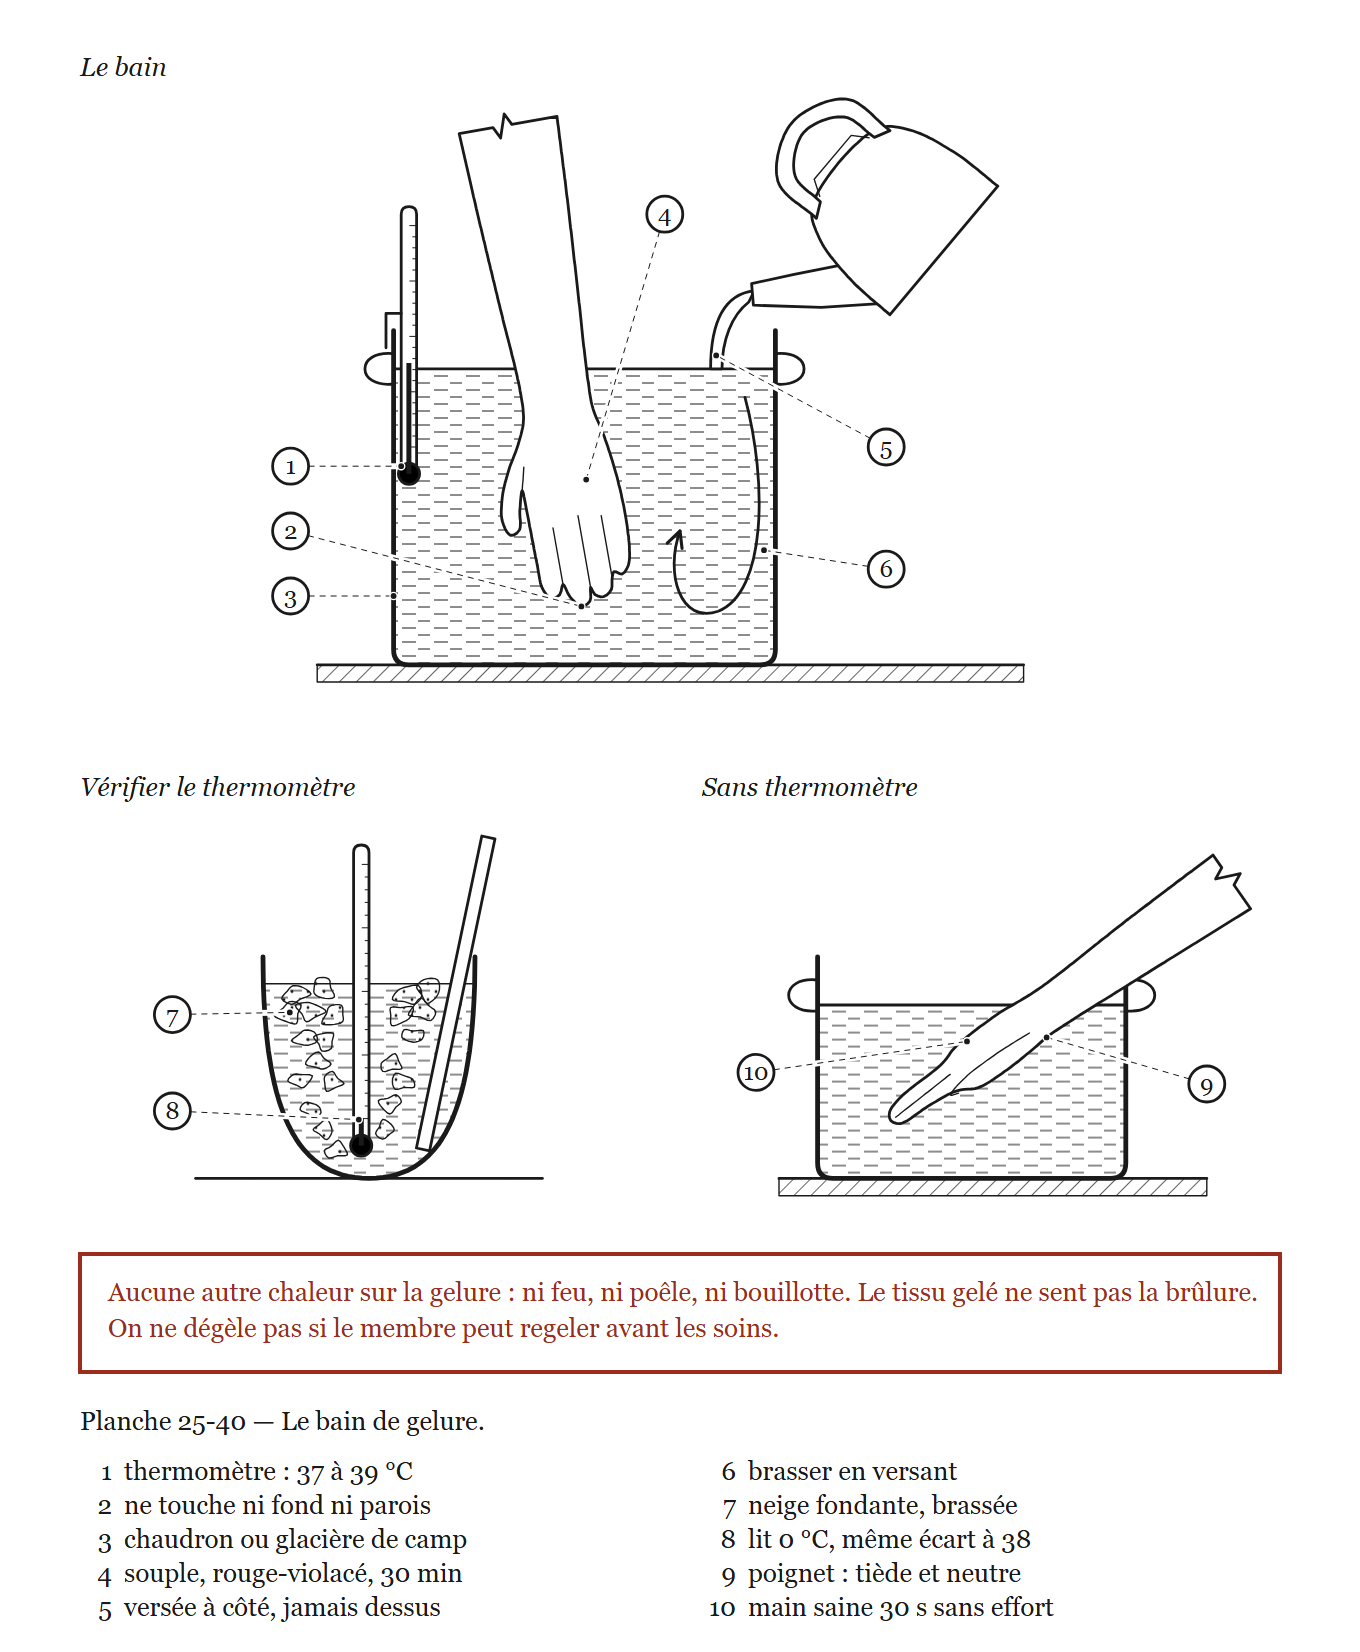 Le bain
4
5
1
2
6
3
Vérifier le thermomètre
Sans thermomètre
7
10
9
8
Aucune autre chaleur sur la gelure : ni feu, ni poêle, ni bouillotte. Le tissu gelé ne sent pas la brûlure.
On ne dégèle pas si le membre peut regeler avant les soins.
Planche 25-40 — Le bain de gelure.
1 thermomètre : 37 à 39 °C
2 ne touche ni fond ni parois
3 chaudron ou glacière de camp
4 souple, rouge-violacé, 30 min
5 versée à côté, jamais dessus
6 brasser en versant
7 neige fondante, brassée
8 lit 0 °C, même écart à 38
9 poignet : tiède et neutre
10 main saine 30 s sans effort